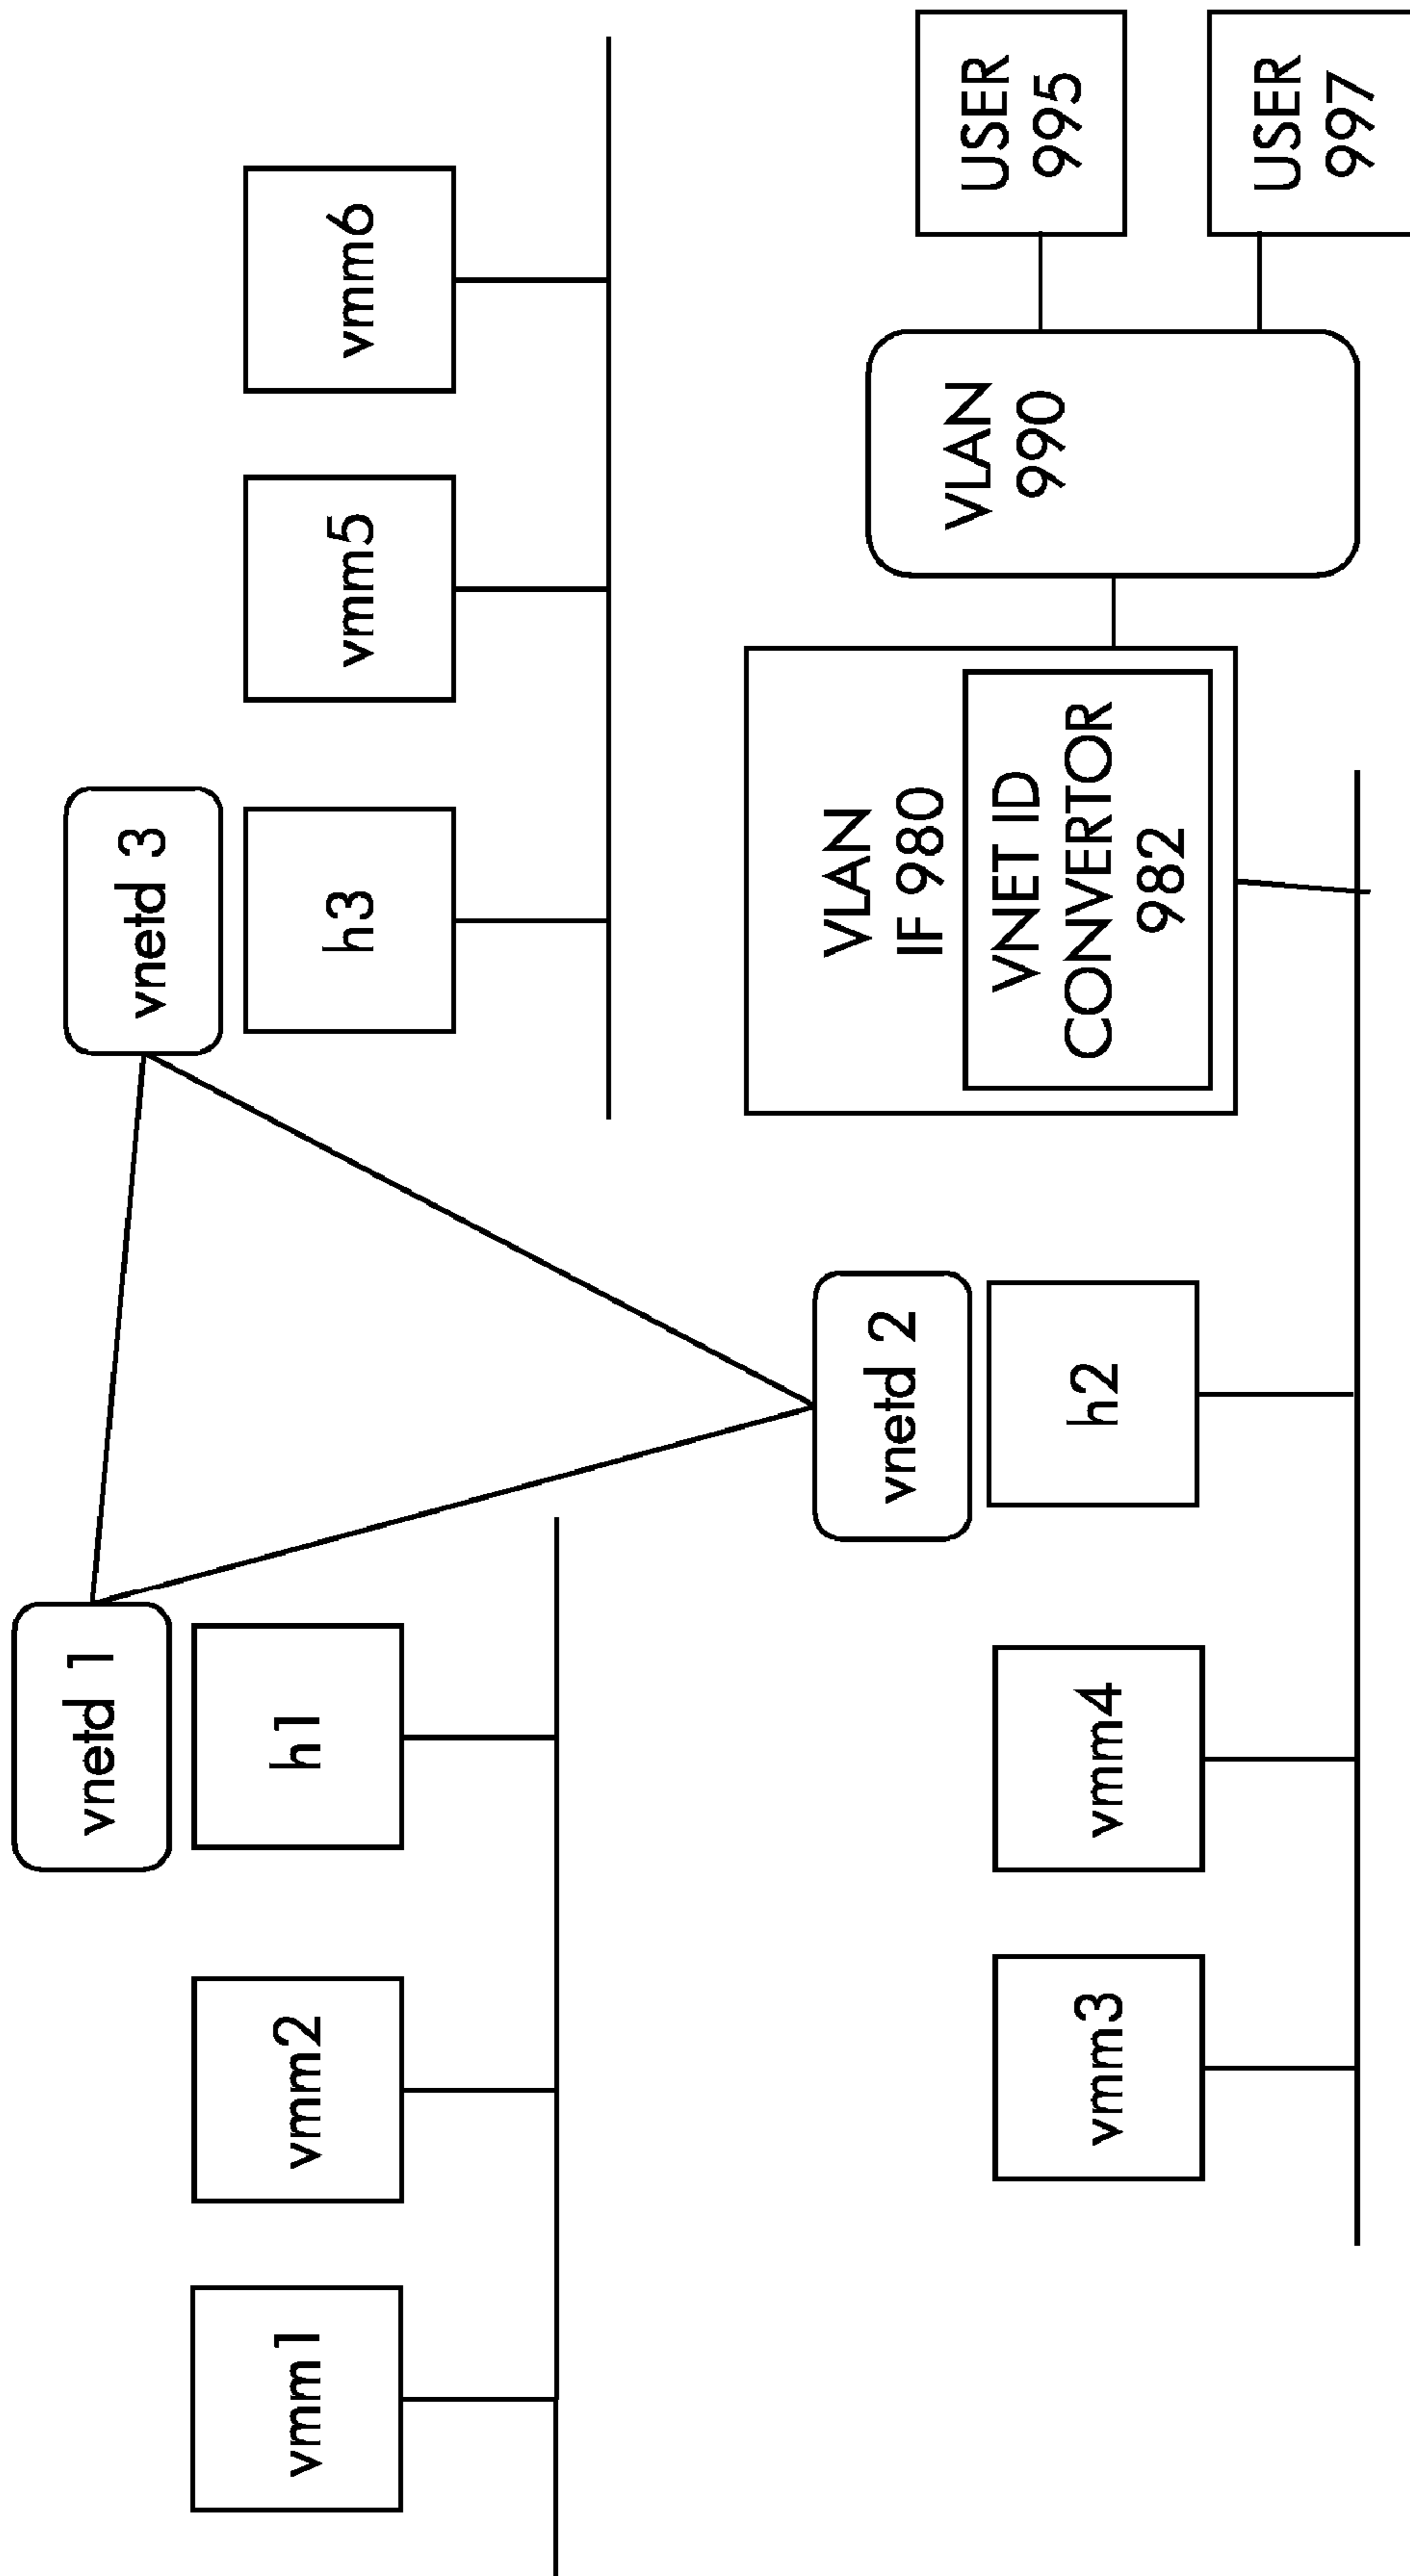 vnetd 1
vnetd 3
vmm1
vmm2
h1
h3
vmm5
vmm6
vnetd 2
vmm3
vmm4
h2
VLAN
IF 980
VNET ID
CONVERTOR
982
VLAN
990
USER
995
USER
997